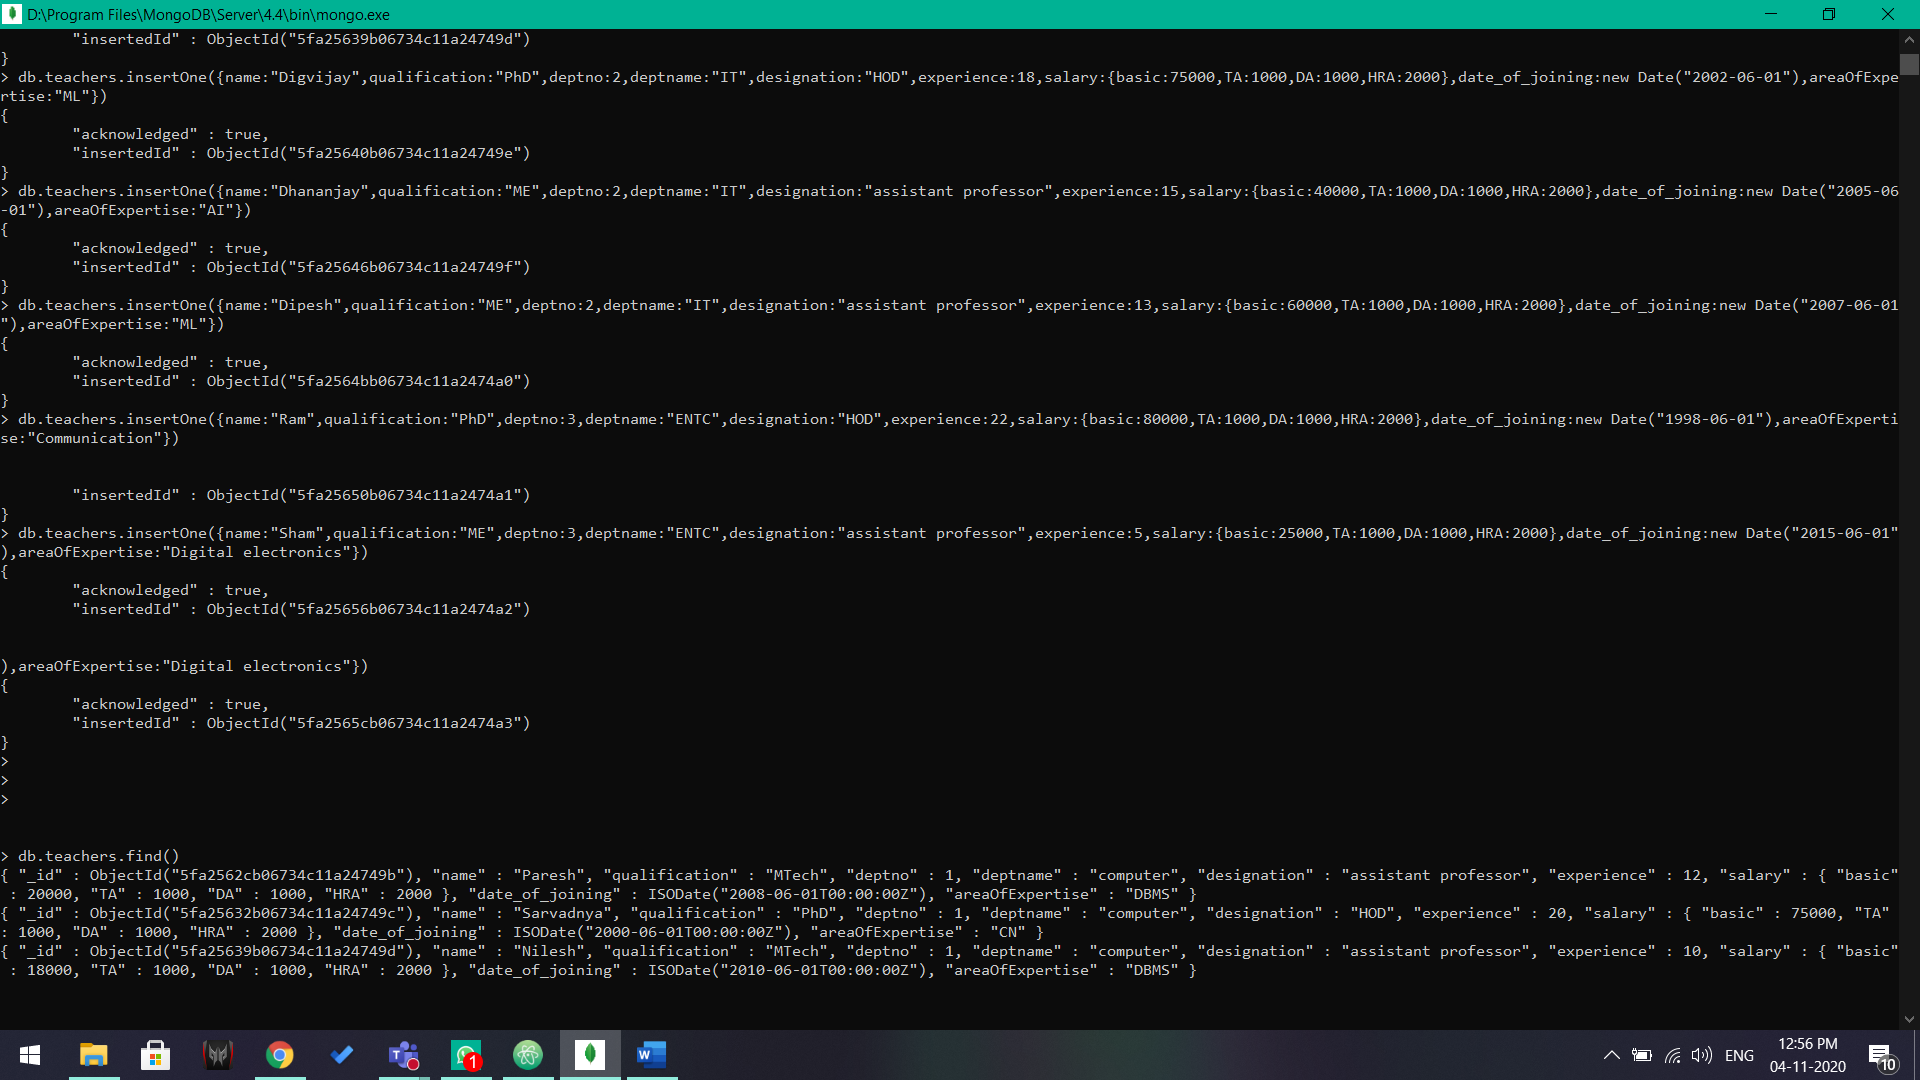 D:\Program Files\MongoDB\Server\4.4\bin\mongo.exe
        "insertedId" : ObjectId("5fa25639b06734c11a24749d")
}
> db.teachers.insertOne({name:"Digvijay",qualification:"PhD",deptno:2,deptname:"IT",designation:"HOD",experience:18,salary:{basic:75000,TA:1000,DA:1000,HRA:2000},date_of_joining:new Date("2002-06-01"),areaOfExpe
rtise:"ML"})
{
        "acknowledged" : true,
        "insertedId" : ObjectId("5fa25640b06734c11a24749e")
}
> db.teachers.insertOne({name:"Dhananjay",qualification:"ME",deptno:2,deptname:"IT",designation:"assistant professor",experience:15,salary:{basic:40000,TA:1000,DA:1000,HRA:2000},date_of_joining:new Date("2005-06
-01"),areaOfExpertise:"AI"})
{
        "acknowledged" : true,
        "insertedId" : ObjectId("5fa25646b06734c11a24749f")
}
> db.teachers.insertOne({name:"Dipesh",qualification:"ME",deptno:2,deptname:"IT",designation:"assistant professor",experience:13,salary:{basic:60000,TA:1000,DA:1000,HRA:2000},date_of_joining:new Date("2007-06-01
"),areaOfExpertise:"ML"})
{
        "acknowledged" : true,
        "insertedId" : ObjectId("5fa2564bb06734c11a2474a0")
}
> db.teachers.insertOne({name:"Ram",qualification:"PhD",deptno:3,deptname:"ENTC",designation:"HOD",experience:22,salary:{basic:80000,TA:1000,DA:1000,HRA:2000},date_of_joining:new Date("1998-06-01"),areaOfExperti
se:"Communication"})
        "insertedId" : ObjectId("5fa25650b06734c11a2474a1")
}
> db.teachers.insertOne({name:"Sham",qualification:"ME",deptno:3,deptname:"ENTC",designation:"assistant professor",experience:5,salary:{basic:25000,TA:1000,DA:1000,HRA:2000},date_of_joining:new Date("2015-06-01"
),areaOfExpertise:"Digital electronics"})
{
        "acknowledged" : true,
        "insertedId" : ObjectId("5fa25656b06734c11a2474a2")
),areaOfExpertise:"Digital electronics"})
{
        "acknowledged" : true,
        "insertedId" : ObjectId("5fa2565cb06734c11a2474a3")
}
>
>
>
> db.teachers.find()
{ "_id" : ObjectId("5fa2562cb06734c11a24749b"), "name" : "Paresh", "qualification" : "MTech", "deptno" : 1, "deptname" : "computer", "designation" : "assistant professor", "experience" : 12, "salary" : { "basic"
 : 20000, "TA" : 1000, "DA" : 1000, "HRA" : 2000 }, "date_of_joining" : ISODate("2008-06-01T00:00:00Z"), "areaOfExpertise" : "DBMS" }
{ "_id" : ObjectId("5fa25632b06734c11a24749c"), "name" : "Sarvadnya", "qualification" : "PhD", "deptno" : 1, "deptname" : "computer", "designation" : "HOD", "experience" : 20, "salary" : { "basic" : 75000, "TA"
: 1000, "DA" : 1000, "HRA" : 2000 }, "date_of_joining" : ISODate("2000-06-01T00:00:00Z"), "areaOfExpertise" : "CN" }
{ "_id" : ObjectId("5fa25639b06734c11a24749d"), "name" : "Nilesh", "qualification" : "MTech", "deptno" : 1, "deptname" : "computer", "designation" : "assistant professor", "experience" : 10, "salary" : { "basic"
 : 18000, "TA" : 1000, "DA" : 1000, "HRA" : 2000 }, "date_of_joining" : ISODate("2010-06-01T00:00:00Z"), "areaOfExpertise" : "DBMS" }
1
ENG
12:56 PM
04-11-2020
10